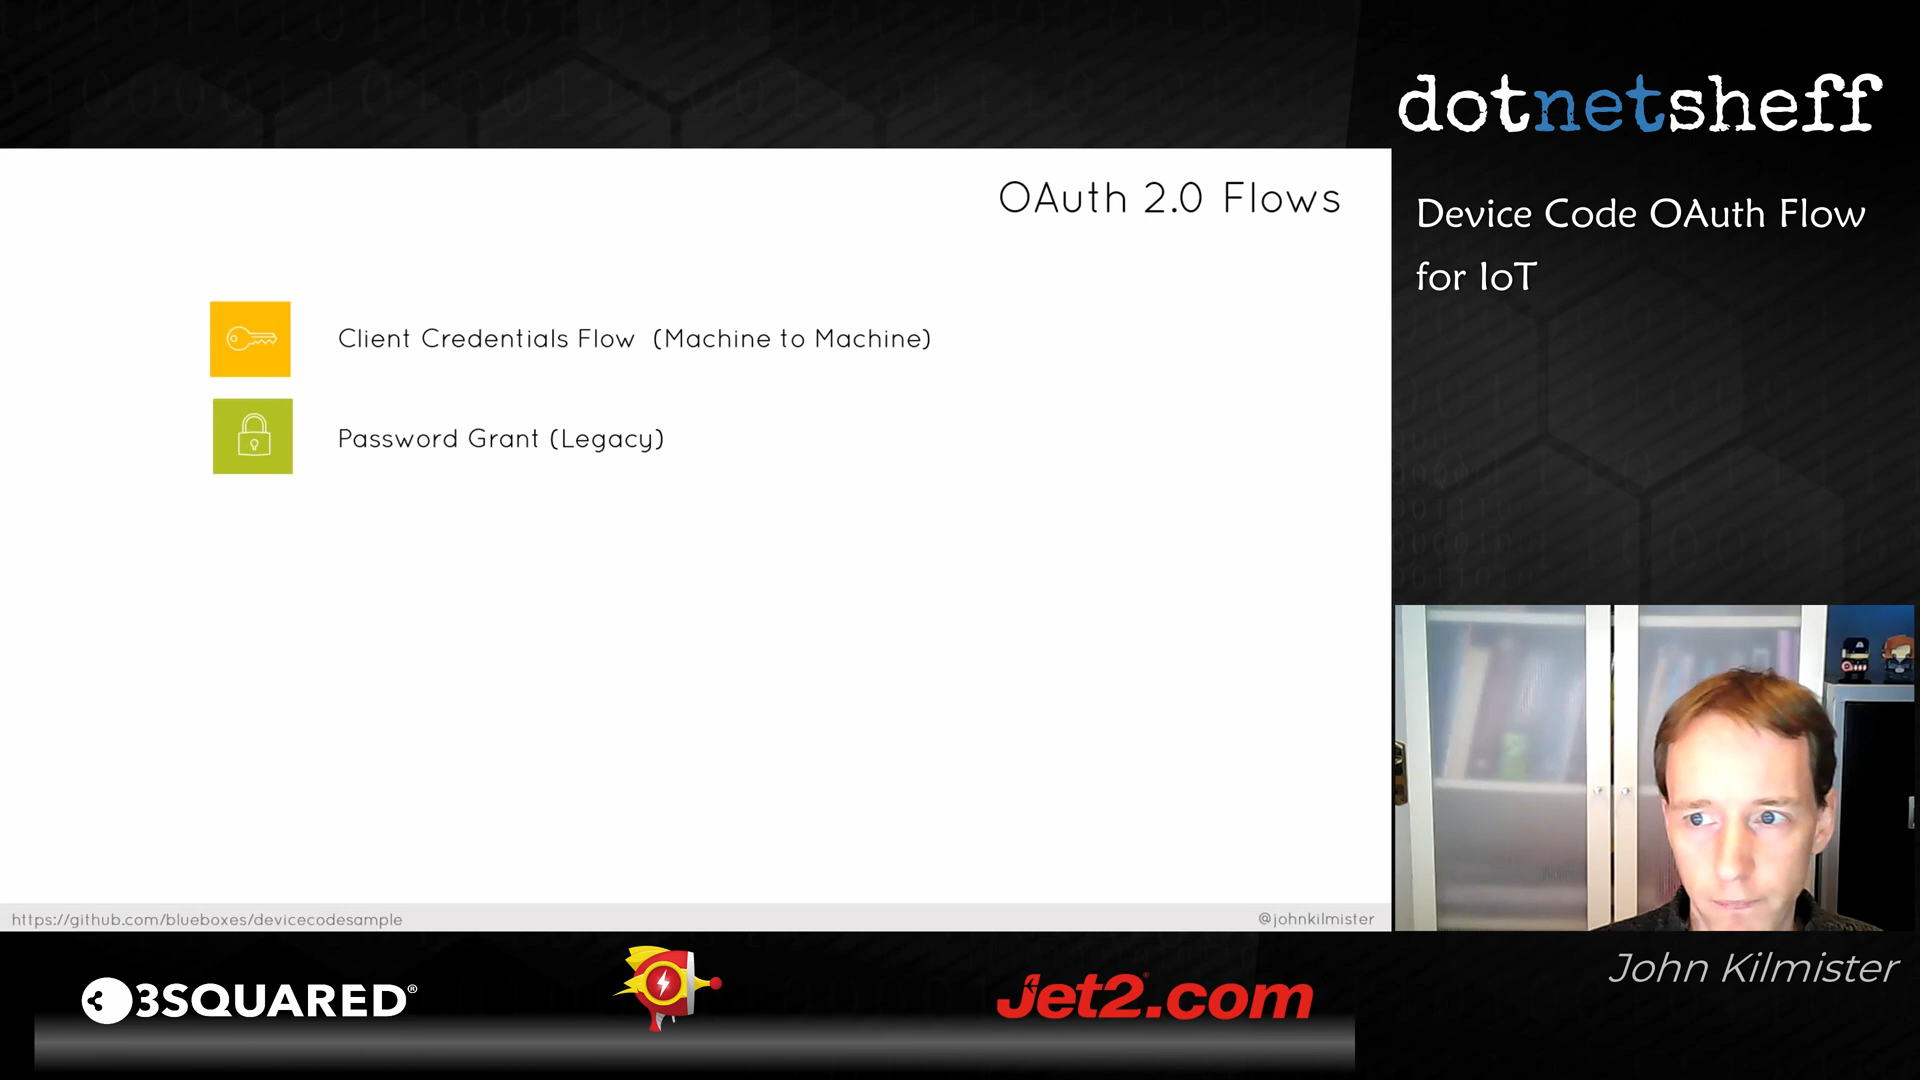 dotnetsheff
Device Code OAuth Flow
for IoT
OAuth 2.0 Flows
Client Credentials Flow (Machine to Machine)
Password Grant (Legacy)
https://github.com/blueboxes/devicecodesample
@johnkilmister
John Kilmister
3SQUARED®
Jet2.com